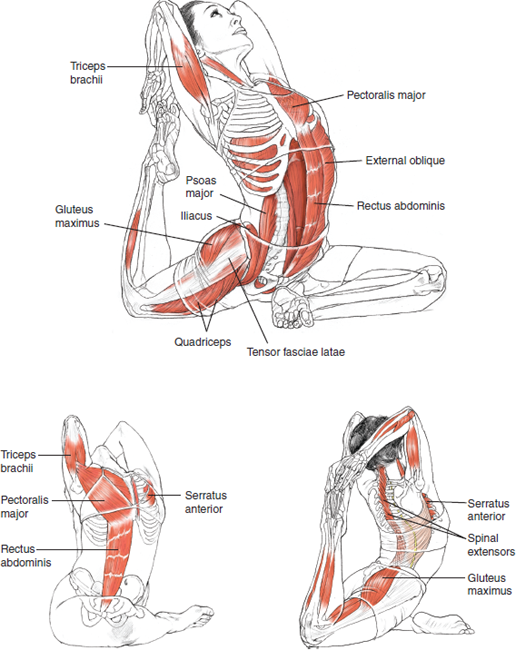 Triceps
brachii
Pectoralis major
External oblique
Psoas
major
Rectus abdominis
Gluteus
maximus
Iliacus
Quadriceps
Tensor fasciae latae
Triceps
brachii
Pectoralis
major
Serratus
anterior
Rectus
abdominis
Serratus
anterior
Spinal
extensors
Gluteus
maximus